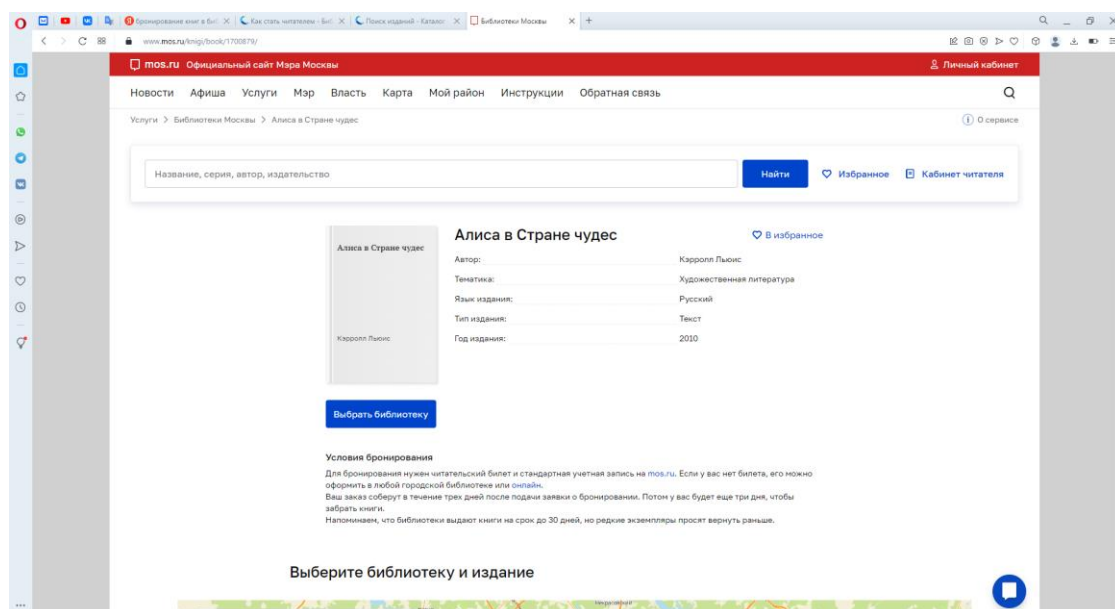 Бронирование книг в биб
Как стать читателем - Биб
Поиск изданий - Каталог
Библиотеки Москвы
www.mos.ru/knigi/book/1700879/
mos.ru Официальный сайт Мэра Москвы
Личный кабинет
Новости Афиша Услуги Мэр Власть Карта Мой район Инструкции Обратная связь
Услуги > Библиотеки Москвы > Алиса в Стране чудес
О сервисе
Название, серия, автор, издательство
Найти
Избранное
Кабинет читателя
Алиса в Стране чудес
Кэрролл Льюис
Алиса в Стране чудес
В избранное
Автор: Кэрролл Льюис
Тематика: Художественная литература
Язык издания: Русский
Тип издания: Текст
Год издания: 2010
Выбрать библиотеку
Условия бронирования
Для бронирования нужен читательский билет и стандартная учетная запись на mos.ru. Если у вас нет билета, его можно
оформить в любой городской библиотеке или онлайн.
Ваш заказ соберут в течение трех дней после подачи заявки о бронировании. Потом у вас будет еще три дня, чтобы
забрать книги.
Напоминаем, что библиотеки выдают книги на срок до 30 дней, но редкие экземпляры просят вернуть раньше.
Выберите библиотеку и издание